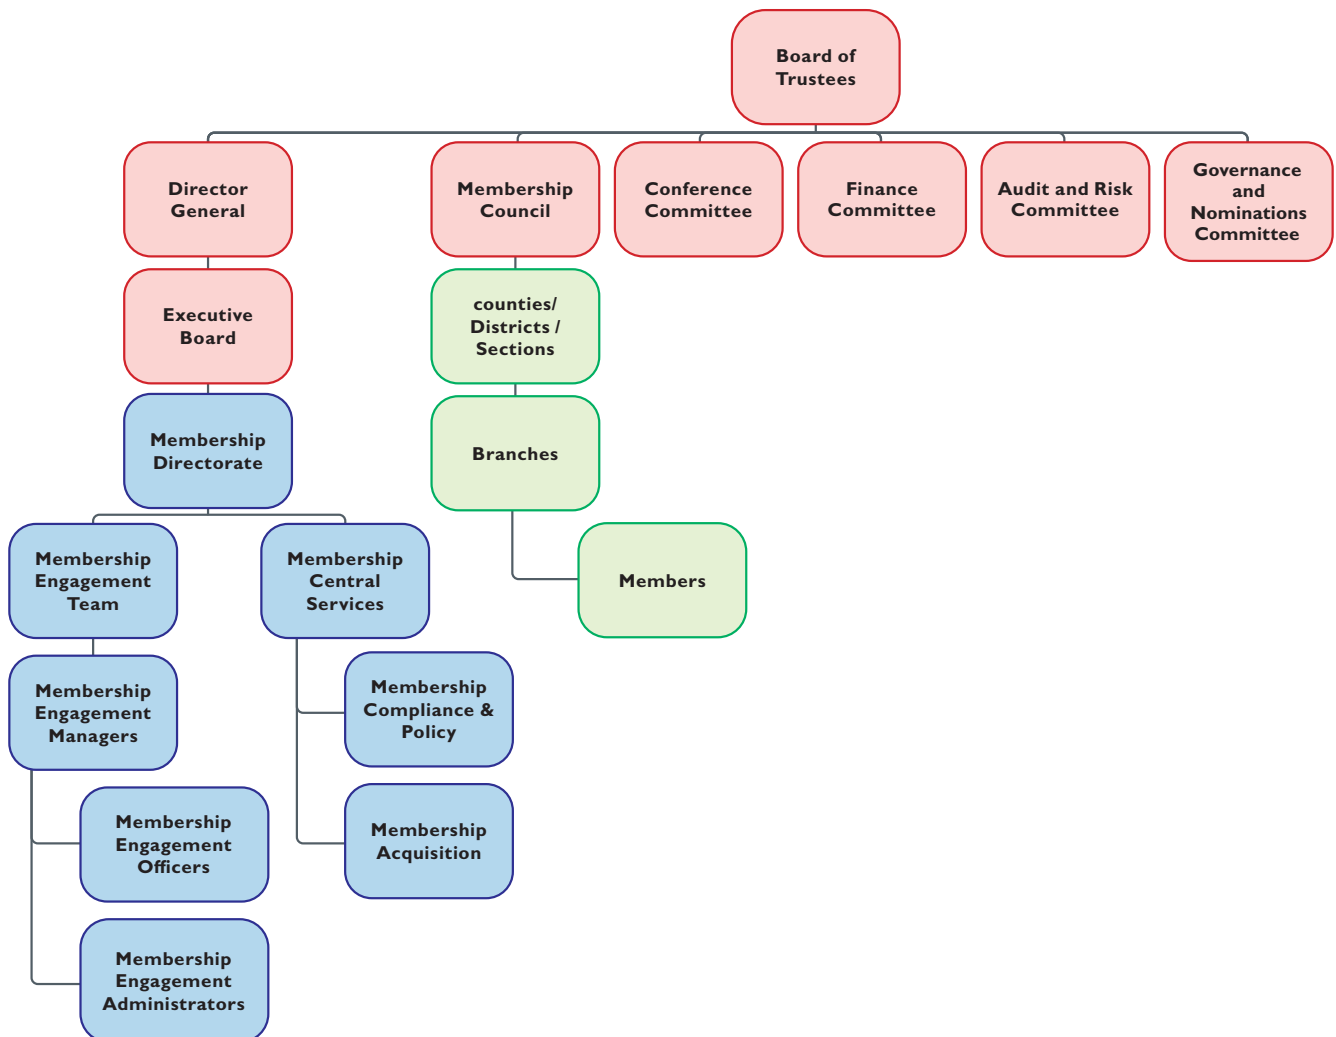 Board of
Trustees
Director
General
Membership
Council
Conference
Committee
Finance
Committee
Audit and Risk
Committee
Governance
and
Nominations
Committee
Executive
Board
counties/
Districts /
Sections
Membership
Directorate
Branches
Membership
Engagement
Team
Membership
Central
Services
Members
Membership
Engagement
Managers
Membership
Compliance &
Policy
Membership
Engagement
Officers
Membership
Acquisition
Membership
Engagement
Administrators